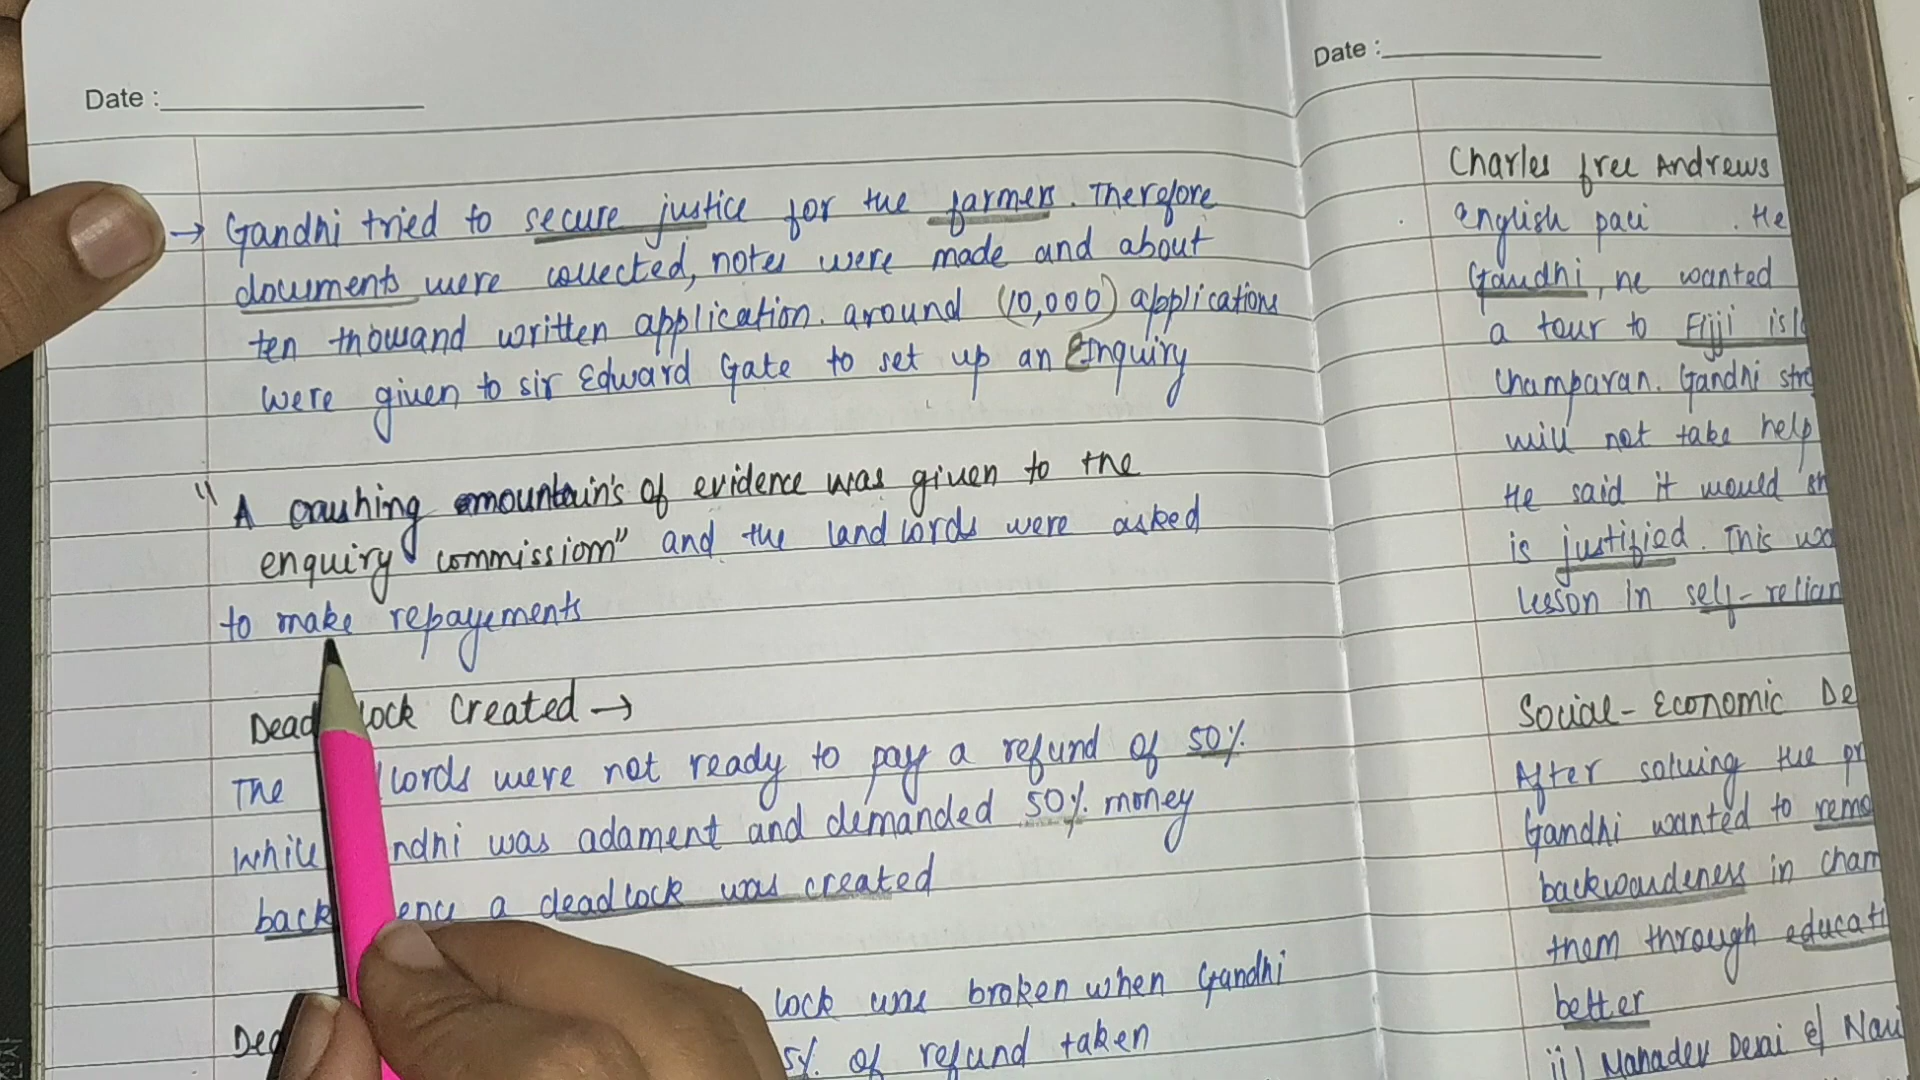 Date :
→ Gandhi tried to secure justice for the farmers. Therefore
documents were collected, notes were made and about
ten thousand written application. around (10,000) applications
were given to sir Edward Gate to set up an Enquiry
"A crushing mountain's of evidence was given to the
enquiry commission" and the landlords were asked
to make repayements
Dead lock Created →
The lords were not ready to pay a refund of 50%.
while ndhi was adament and demanded 50% money
back ence a deadlock was created
lock was broken when Gandhi
5% of refund taken
Date :
Charles free Andrews
english paci . He
Gandhi, he wanted
a tour to Fiji
Champaran. Gandhi
will not take help
He said it would
is justified. This
lesson in self-
Social - Economic De
After solving the
Gandhi wanted to
backwardeness in
them through
better
ii) Mahadev Desai &